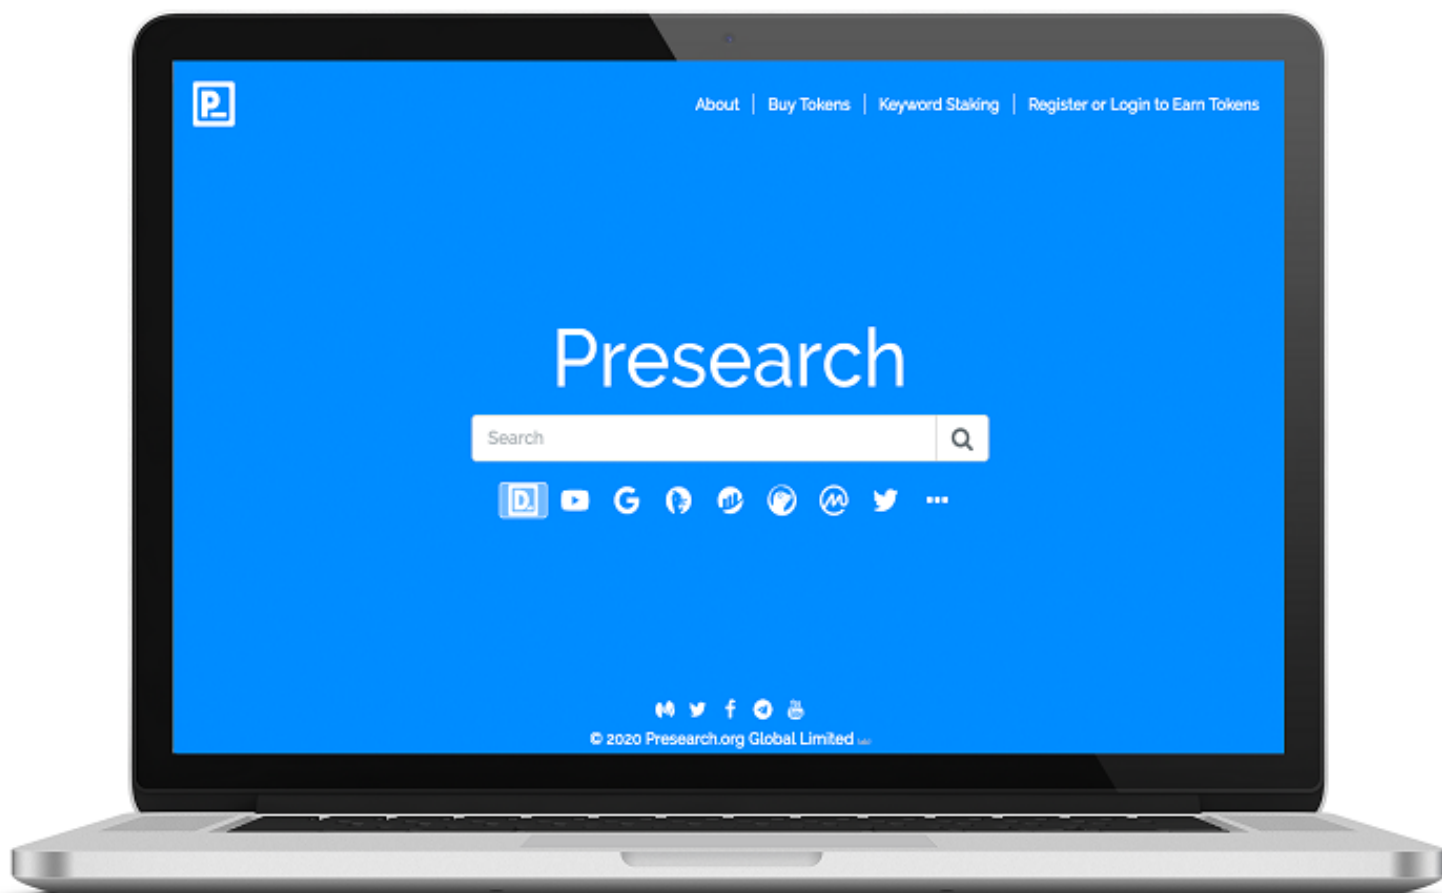 About | Buy Tokens | Keyword Staking | Register or Login to Earn Tokens
Presearch
Search
© 2020 Presearch.org Global Limited